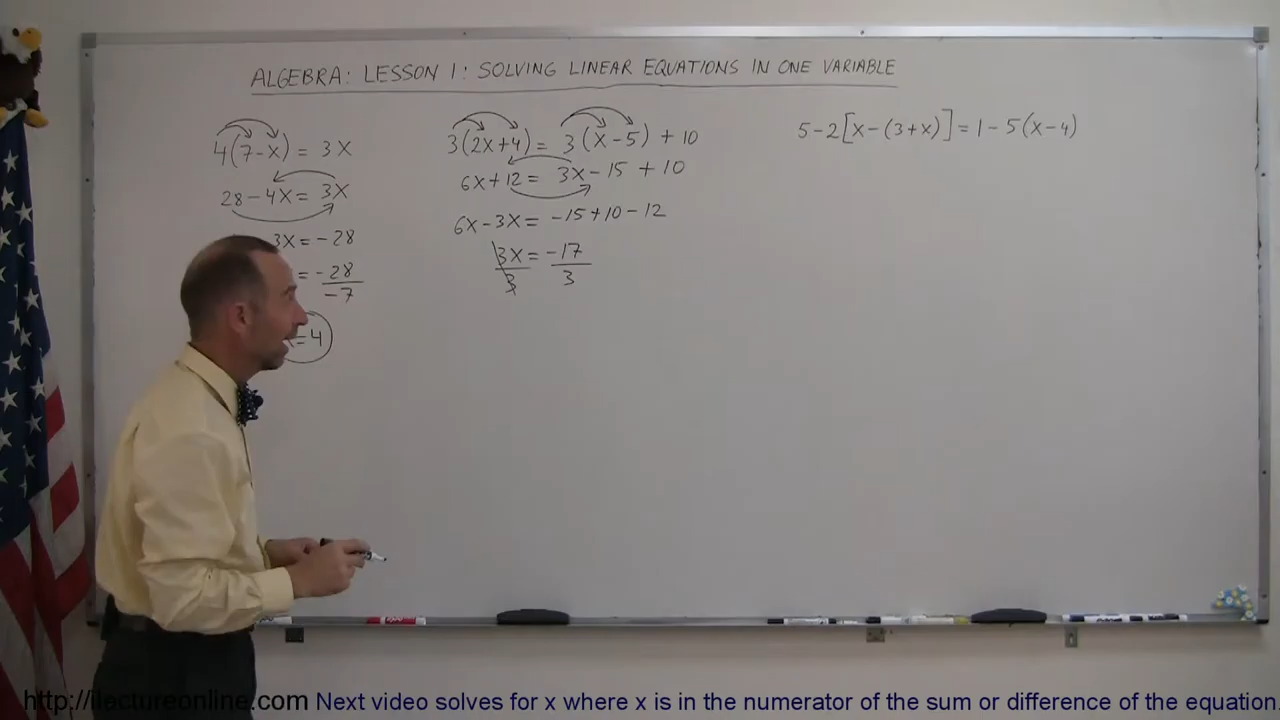 ALGEBRA: LESSON 1: SOLVING LINEAR EQUATIONS IN ONE VARIABLE
4(7-x) = 3x
28-4x = 3x
3x = -28
= -28
-7
=4
3(2x+4) = 3(x-5) + 10
6x+12 = 3x-15 + 10
6x-3x = -15+10-12
3x = -17
3 3
5-2[x-(3+x)] = 1-5(x-4)
http://ilectureonline.com Next video solves for x where x is in the numerator of the sum or difference of the equation.